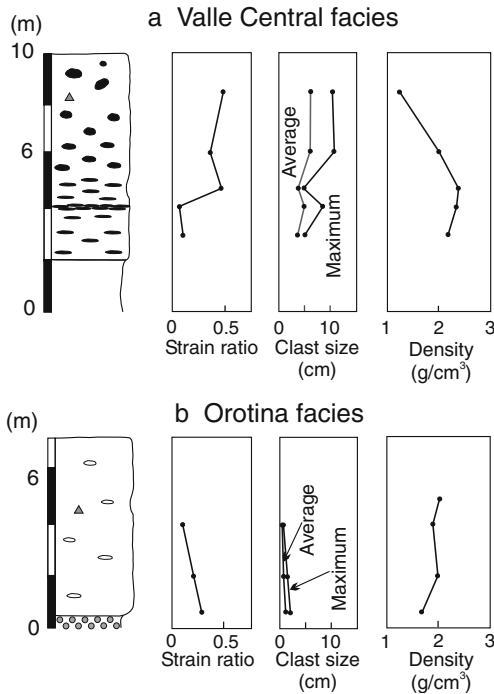 a Valle Central facies
(m)
10
6
0
Average
Maximum
0 0.5
Strain ratio
0 5 10
Clast size
(cm)
1 2 3
Density
(g/cm³)
b Orotina facies
(m)
6
0
Average
Maximum
0 0.5
Strain ratio
0 5 10
Clast size
(cm)
1 2 3
Density
(g/cm³)